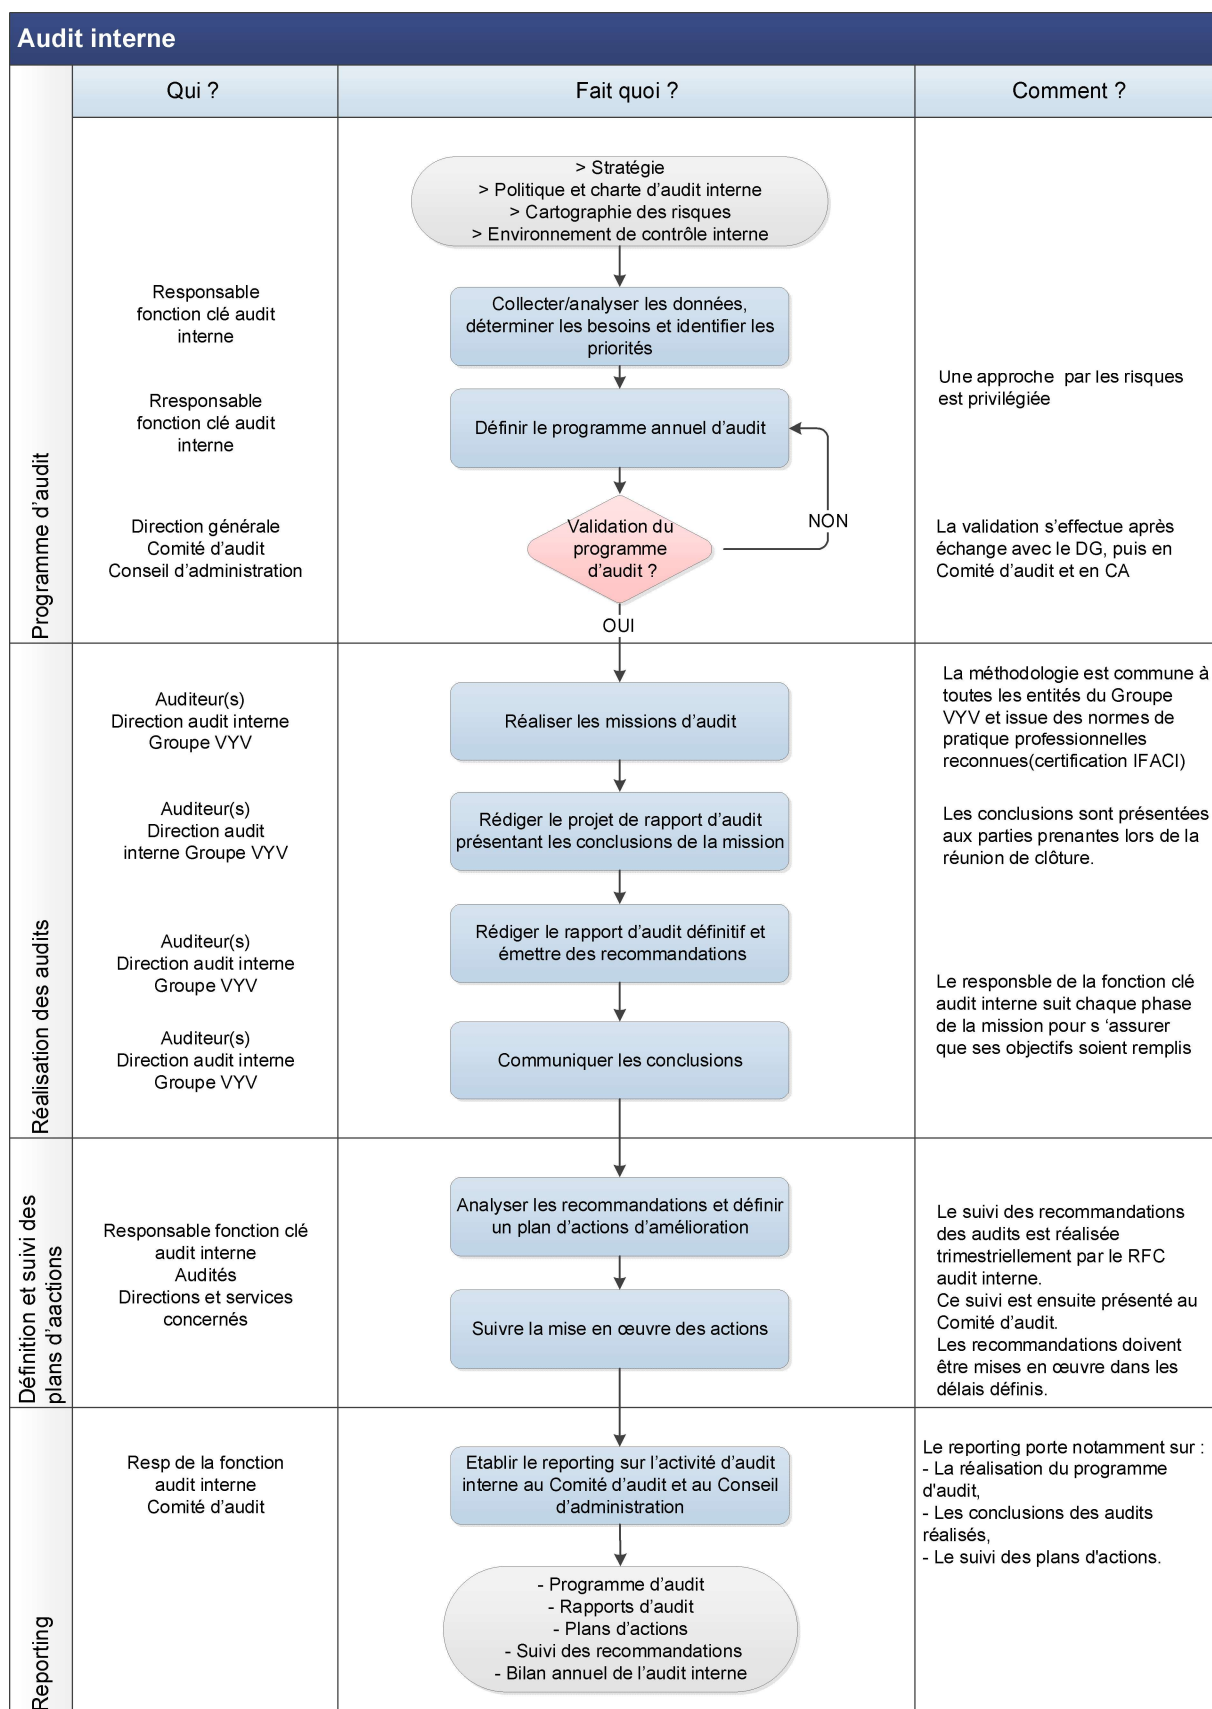 Audit interne
Qui ?
Fait quoi ?
Comment ?
Programme d’audit
> Stratégie
> Politique et charte d’audit interne
> Cartographie des risques
> Environnement de contrôle interne
Responsable
fonction clé audit
interne
Collecter/analyser les données,
déterminer les besoins et identifier les
priorités
Rresponsable
fonction clé audit
interne
Définir le programme annuel d’audit
Une approche  par les risques
est privilégiée
Direction générale
Comité d’audit
Conseil d’administration
Validation du
programme
d’audit ?
NON
OUI
La validation s’effectue après
échange avec le DG, puis en
Comité d’audit et en CA
Réalisation des audits
Auditeur(s)
Direction audit interne
Groupe VYV
Réaliser les missions d’audit
La méthodologie est commune à
toutes les entités du Groupe
VYV et issue des normes de
pratique professionnelles
reconnues(certification IFACI)
Auditeur(s)
Direction audit
interne Groupe VYV
Rédiger le projet de rapport d’audit
présentant les conclusions de la mission
Les conclusions sont présentées
aux parties prenantes lors de la
réunion de clôture.
Auditeur(s)
Direction audit interne
Groupe VYV
Rédiger le rapport d’audit définitif et
émettre des recommandations
Auditeur(s)
Direction audit interne
Groupe VYV
Communiquer les conclusions
Le responsble de la fonction clé
audit interne suit chaque phase
de la mission pour s ‘assurer
que ses objectifs soient remplis
Définition et suivi des
plans d’aactions
Responsable fonction clé
audit interne
Audités
Directions et services
concernés
Analyser les recommandations et définir
un plan d’actions d’amélioration
Suivre la mise en œuvre des actions
Le suivi des recommandations
des audits est réalisée
trimestriellement par le RFC
audit interne.
Ce suivi est ensuite présenté au
Comité d’audit.
Les recommandations doivent
être mises en œuvre dans les
délais définis.
Reporting
Resp de la fonction
audit interne
Comité d’audit
Etablir le reporting sur l’activité d’audit
interne au Comité d’audit et au Conseil
d’administration
Le reporting porte notamment sur :
- La réalisation du programme
d'audit,
- Les conclusions des audits
réalisés,
- Le suivi des plans d'actions.
- Programme d’audit
- Rapports d’audit
- Plans d’actions
- Suivi des recommandations
- Bilan annuel de l’audit interne